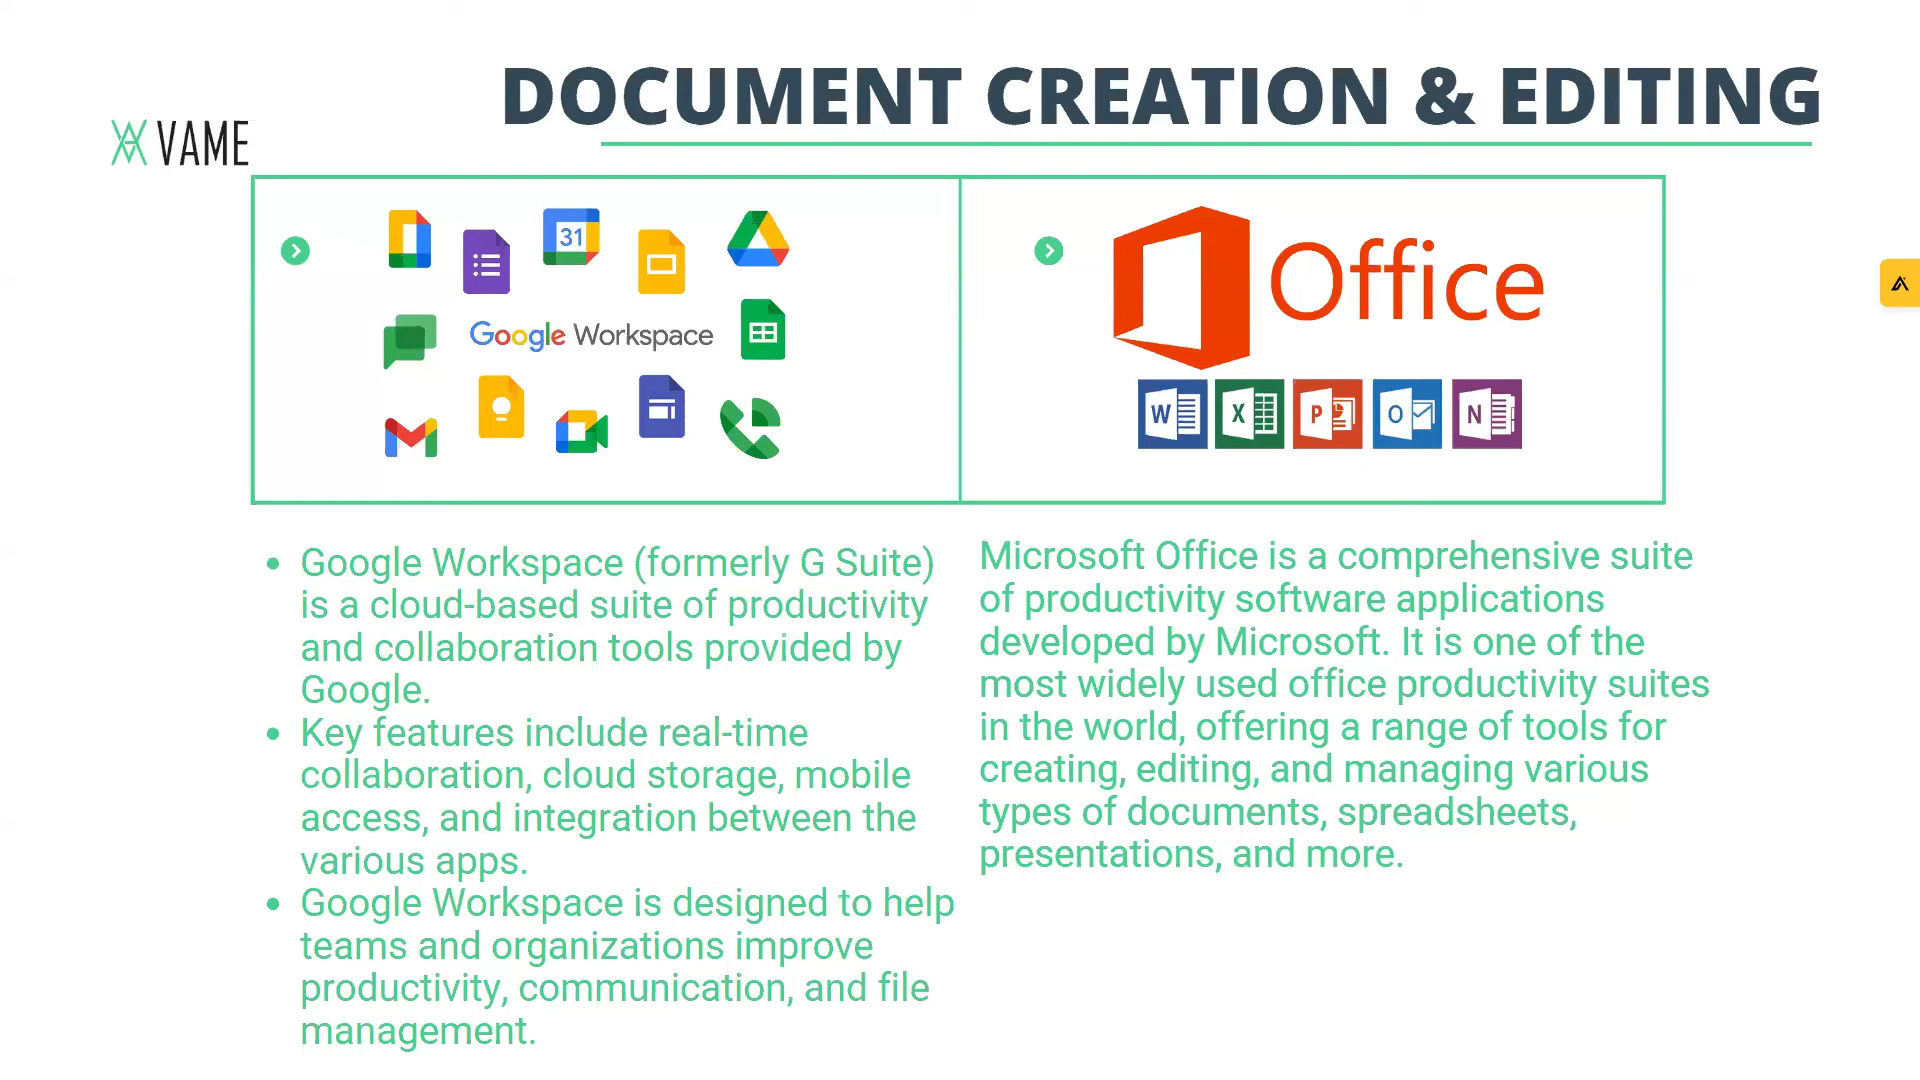 DOCUMENT CREATION & EDITING
VAME
31
Google Workspace
Office
W X P O N
Google Workspace (formerly G Suite)
is a cloud-based suite of productivity
and collaboration tools provided by
Google.
Key features include real-time
collaboration, cloud storage, mobile
access, and integration between the
various apps.
Google Workspace is designed to help
teams and organizations improve
productivity, communication, and file
management.
Microsoft Office is a comprehensive suite
of productivity software applications
developed by Microsoft. It is one of the
most widely used office productivity suites
in the world, offering a range of tools for
creating, editing, and managing various
types of documents, spreadsheets,
presentations, and more.